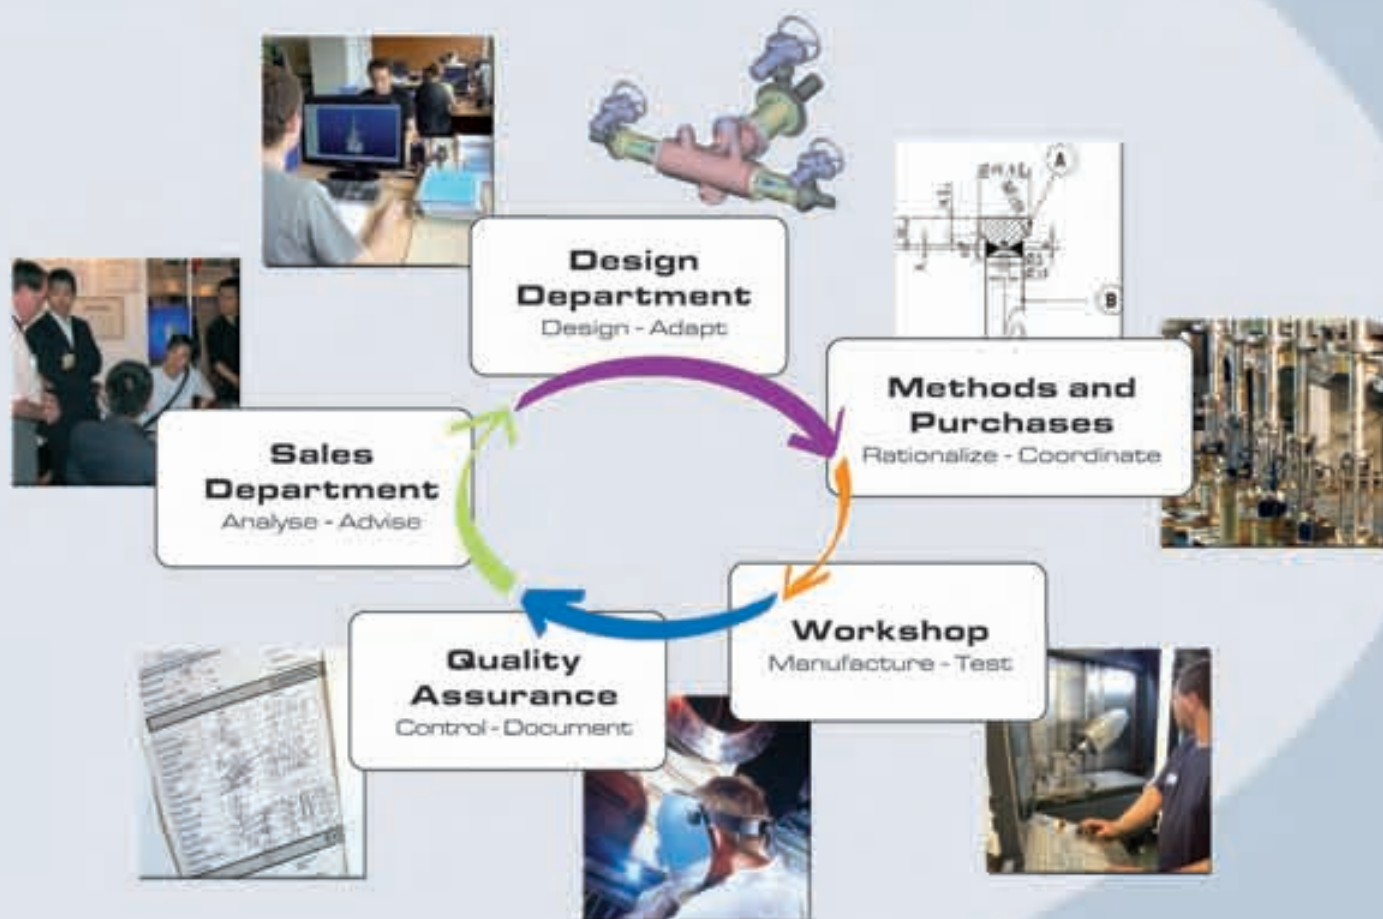 Design
Department
Design - Adapt
A
B
Methods and
Purchases
Rationalize - Coordinate
Sales
Department
Analyse - Advise
Workshop
Manufacture - Test
Quality
Assurance
Control - Document